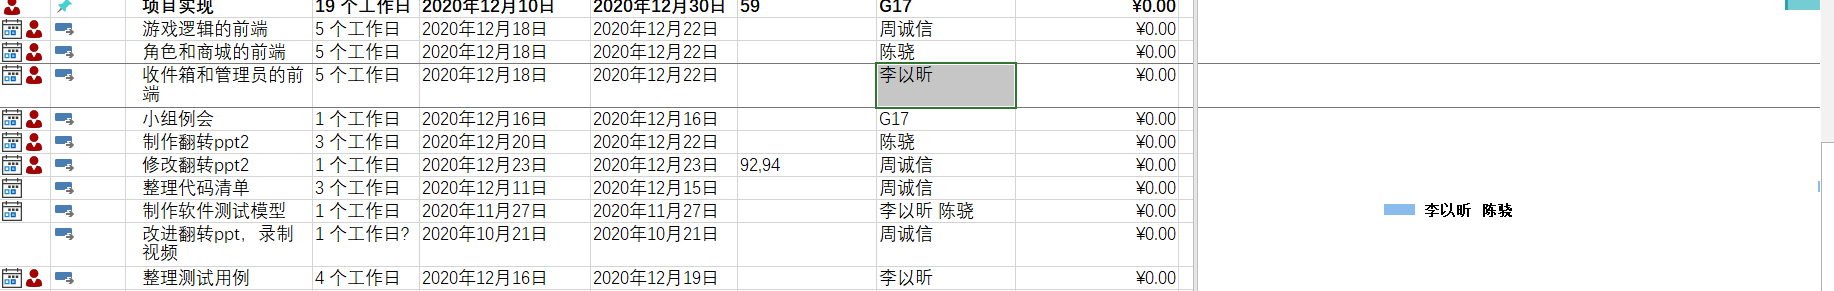 项目实现 19 个工作日 2020年12月10日 2020年12月30日 59 G17 ¥0.00
游戏逻辑的前端 5 个工作日 2020年12月18日 2020年12月22日 周诚信 ¥0.00
角色和商城的前端 5 个工作日 2020年12月18日 2020年12月22日 陈骁 ¥0.00
收件箱和管理员的前 5 个工作日 2020年12月18日 2020年12月22日 李以昕 ¥0.00
端
小组例会 1 个工作日 2020年12月16日 2020年12月16日 G17 ¥0.00
制作翻转ppt2 3 个工作日 2020年12月20日 2020年12月22日 陈骁 ¥0.00
修改翻转ppt2 1 个工作日 2020年12月23日 2020年12月23日 92,94 周诚信 ¥0.00
整理代码清单 3 个工作日 2020年12月11日 2020年12月15日 周诚信 ¥0.00
制作软件测试模型 1 个工作日 2020年11月27日 2020年11月27日 李以昕 陈骁 ¥0.00 李以昕 陈骁
改进翻转ppt，录制 1 个工作日? 2020年10月21日 2020年10月21日 周诚信 ¥0.00
视频
整理测试用例 4 个工作日 2020年12月16日 2020年12月19日 李以昕 ¥0.00